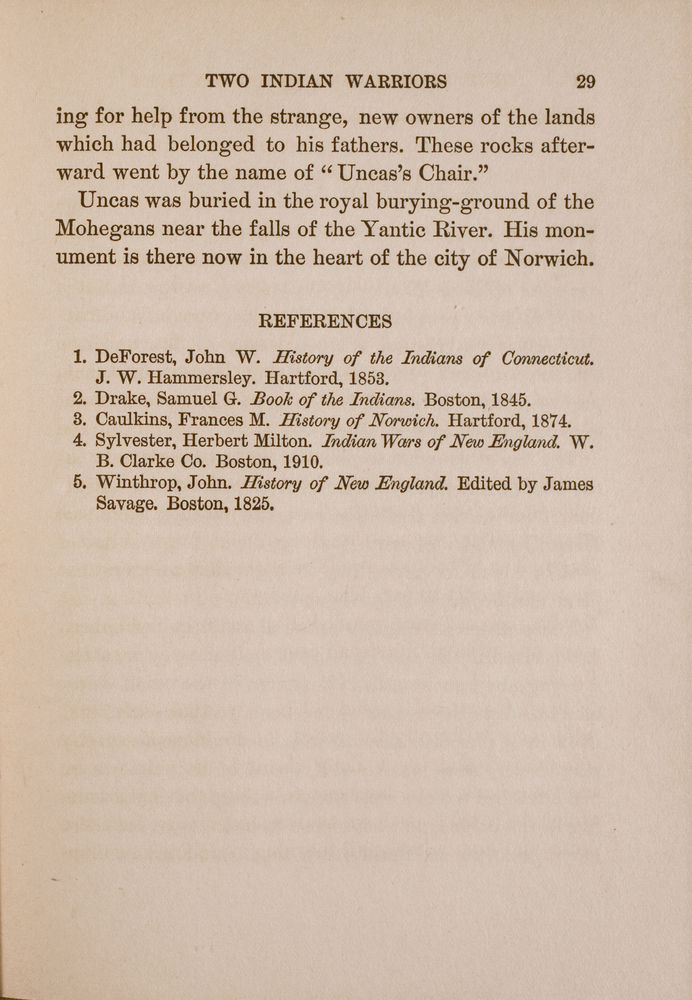 TWO INDIAN WARRIORS 29
ing for help from the strange, new owners of the lands
which had belonged to his fathers. These rocks after-
ward went by the name of “Uncas’s Chair.”
Uncas was buried in the royal burying-ground of the
Mohegans near the falls of the Yantic River. His mon-
ument is there now in the heart of the city of Norwich.
REFERENCES
1. DeForest, John W. History of the Indians of Connecticut.
J. W. Hammersley. Hartford, 1853.
2. Drake, Samuel G. Book of the Indians. Boston, 1845.
3. Caulkins, Frances M. History of Norwich. Hartford, 1874.
4. Sylvester, Herbert Milton. Indian Wars of New England. W.
B. Clarke Co. Boston, 1910.
5. Winthrop, John. History of New England. Edited by James
Savage. Boston, 1825.